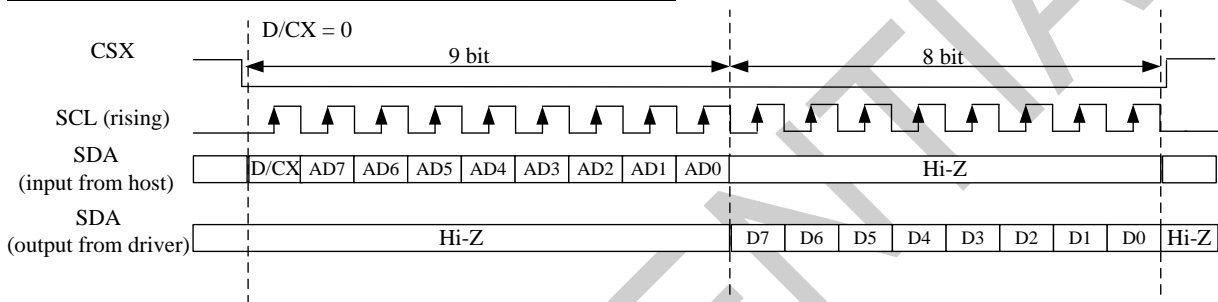 D/CX = 0
CSX
9 bit
8 bit
SCL (rising)
SDA
(input from host)
D/CX AD7 AD6 AD5 AD4 AD3 AD2 AD1 AD0 Hi-Z
SDA
(output from driver)
Hi-Z D7 D6 D5 D4 D3 D2 D1 D0 Hi-Z